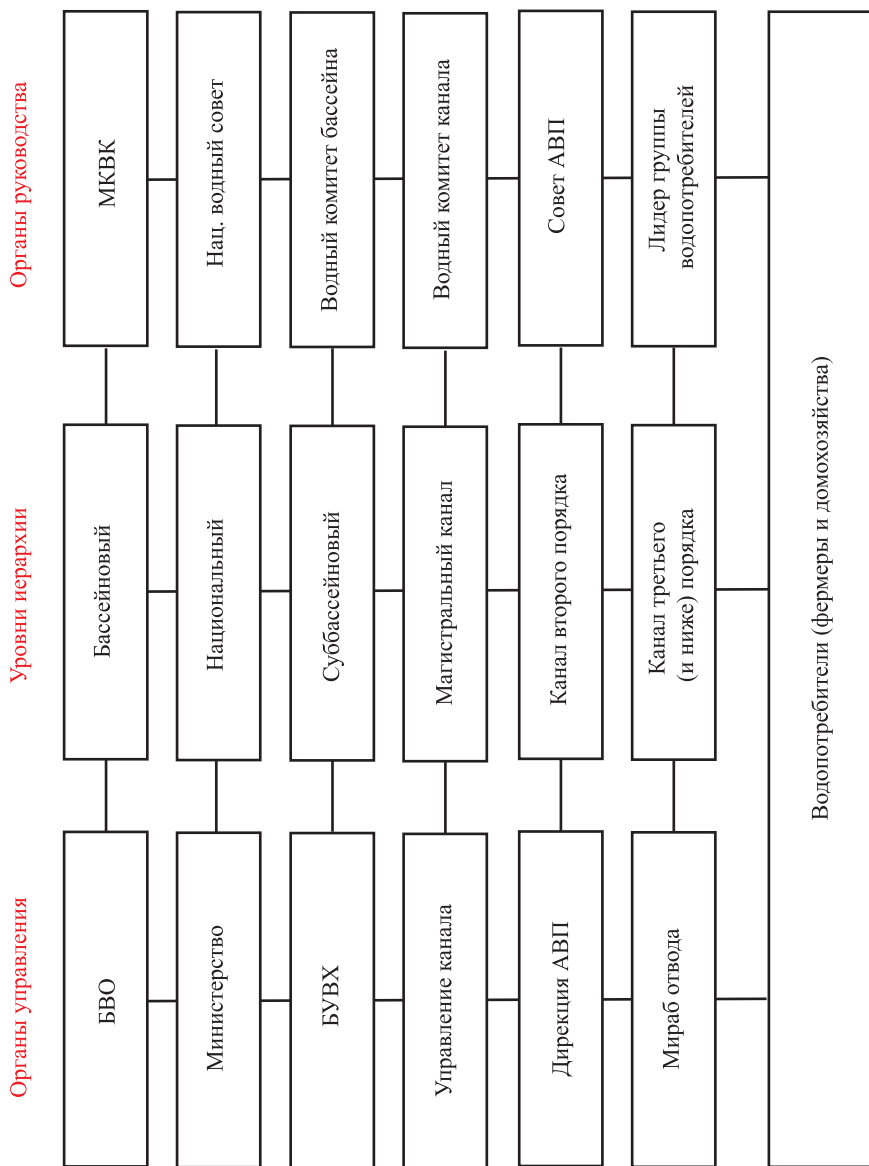 Органы управления
Уровни иерархии
Органы руководства
БВО
Бассейновый
МКВК
Министерство
Национальный
Нац. водный совет
БУВХ
Суббассейновый
Водный комитет бассейна
Управление канала
Магистральный канал
Водный комитет канала
Дирекция АВП
Канал второго порядка
Совет АВП
Мираб отвода
Канал третьего
(и ниже) порядка
Лидер группы
водопотребителей
Водопотребители (фермеры и домохозяйства)